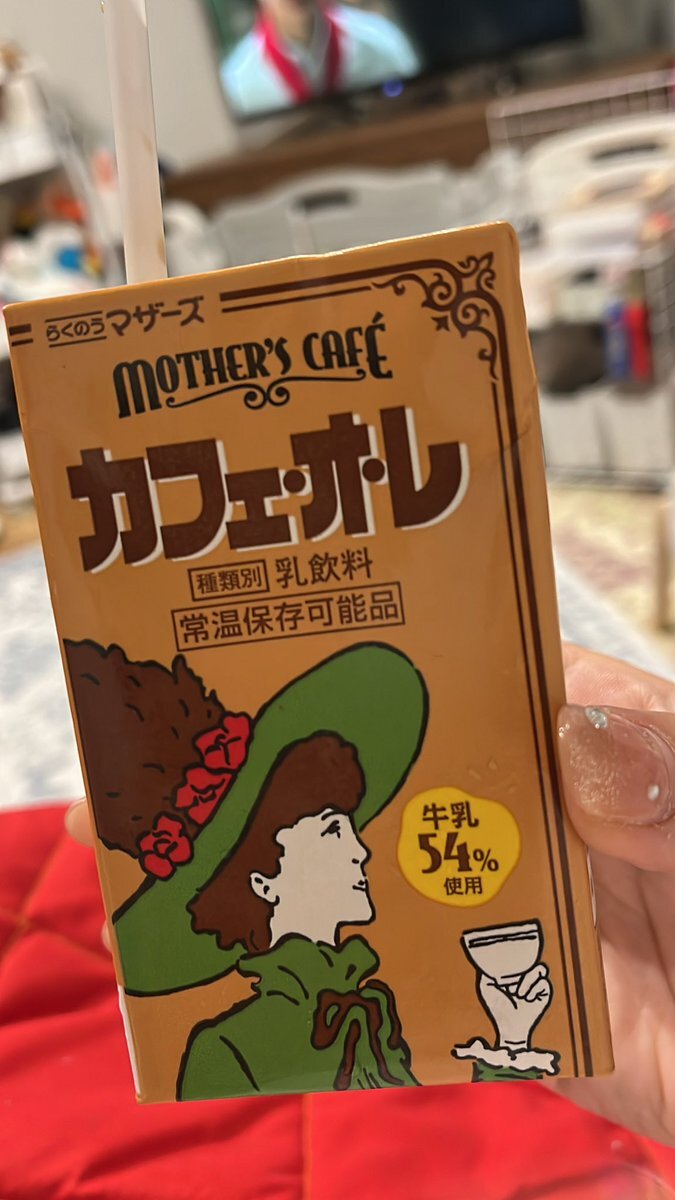 らくのうマザーズ
MOTHER'S CAFÉ
カフェ・オ・レ
種類別 乳飲料
常温保存可能品
牛乳
54%
使用